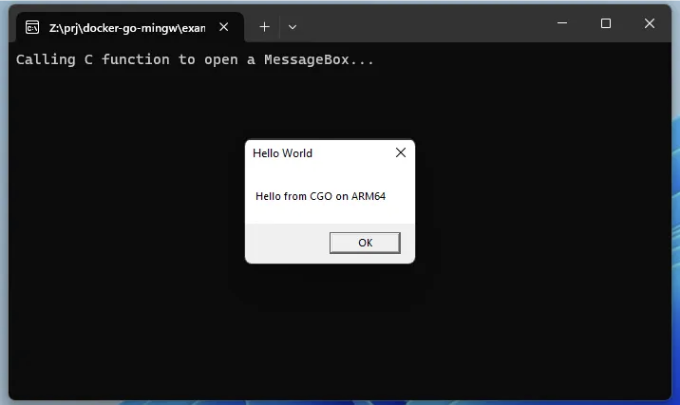 Z:\prj\docker-go-mingw\exan
Calling C function to open a MessageBox...
Hello World
Hello from CGO on ARM64
OK